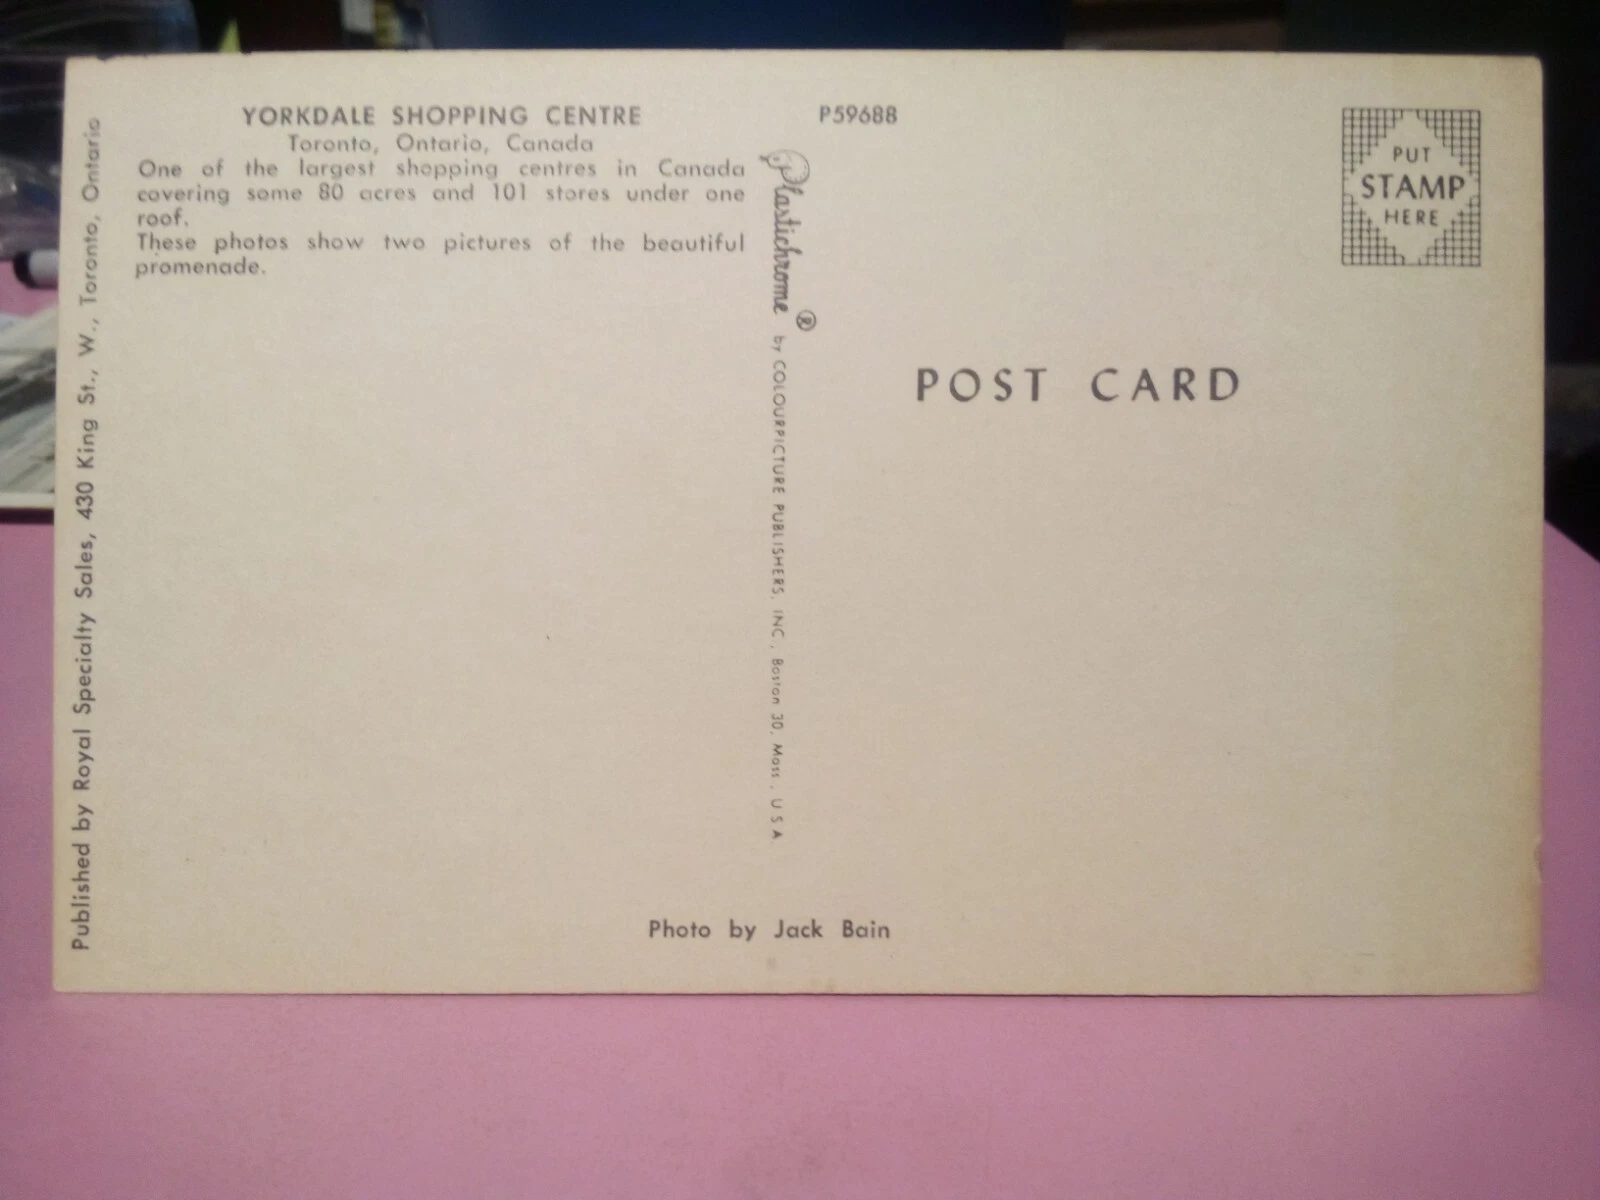 YORKDALE SHOPPING CENTRE
Toronto, Ontario, Canada
One of the largest shopping centres in Canada
covering some 80 acres and 101 stores under one
roof.
These photos show two pictures of the beautiful
promenade.
Published by Royal Specialty Sales, 430 King St., W., Toronto, Ontario
Plastichrome ® by COLOURPICTURE PUBLISHERS, INC., Boston 30, Mass., U S A
P59688
PUT
STAMP
HERE
POST CARD
Photo by Jack Bain